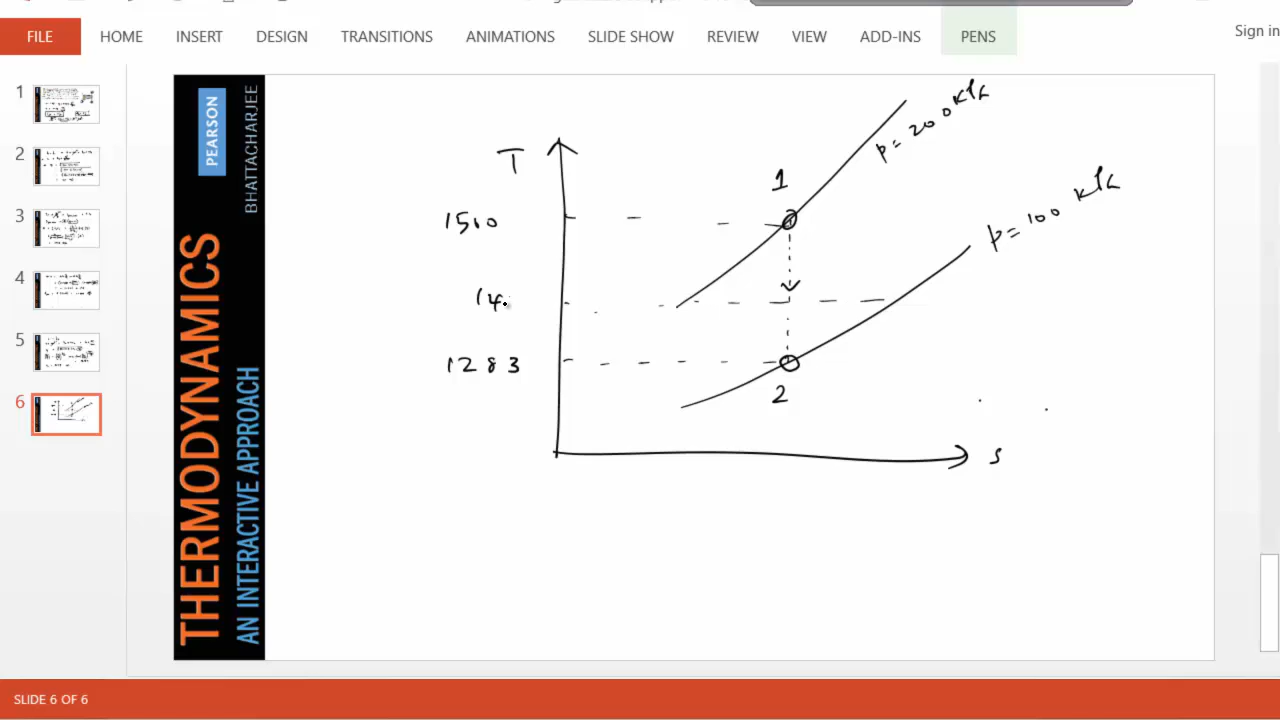 FILE HOME INSERT DESIGN TRANSITIONS ANIMATIONS SLIDE SHOW REVIEW VIEW ADD-INS PENS Sign in
1
2
3
4
5
6
PEARSON
BHATTACHARJEE
THERMODYNAMICS
AN INTERACTIVE APPROACH
T
1500
14
1283
1
2
p = 200 kPa
p = 100 kPa
s
SLIDE 6 OF 6